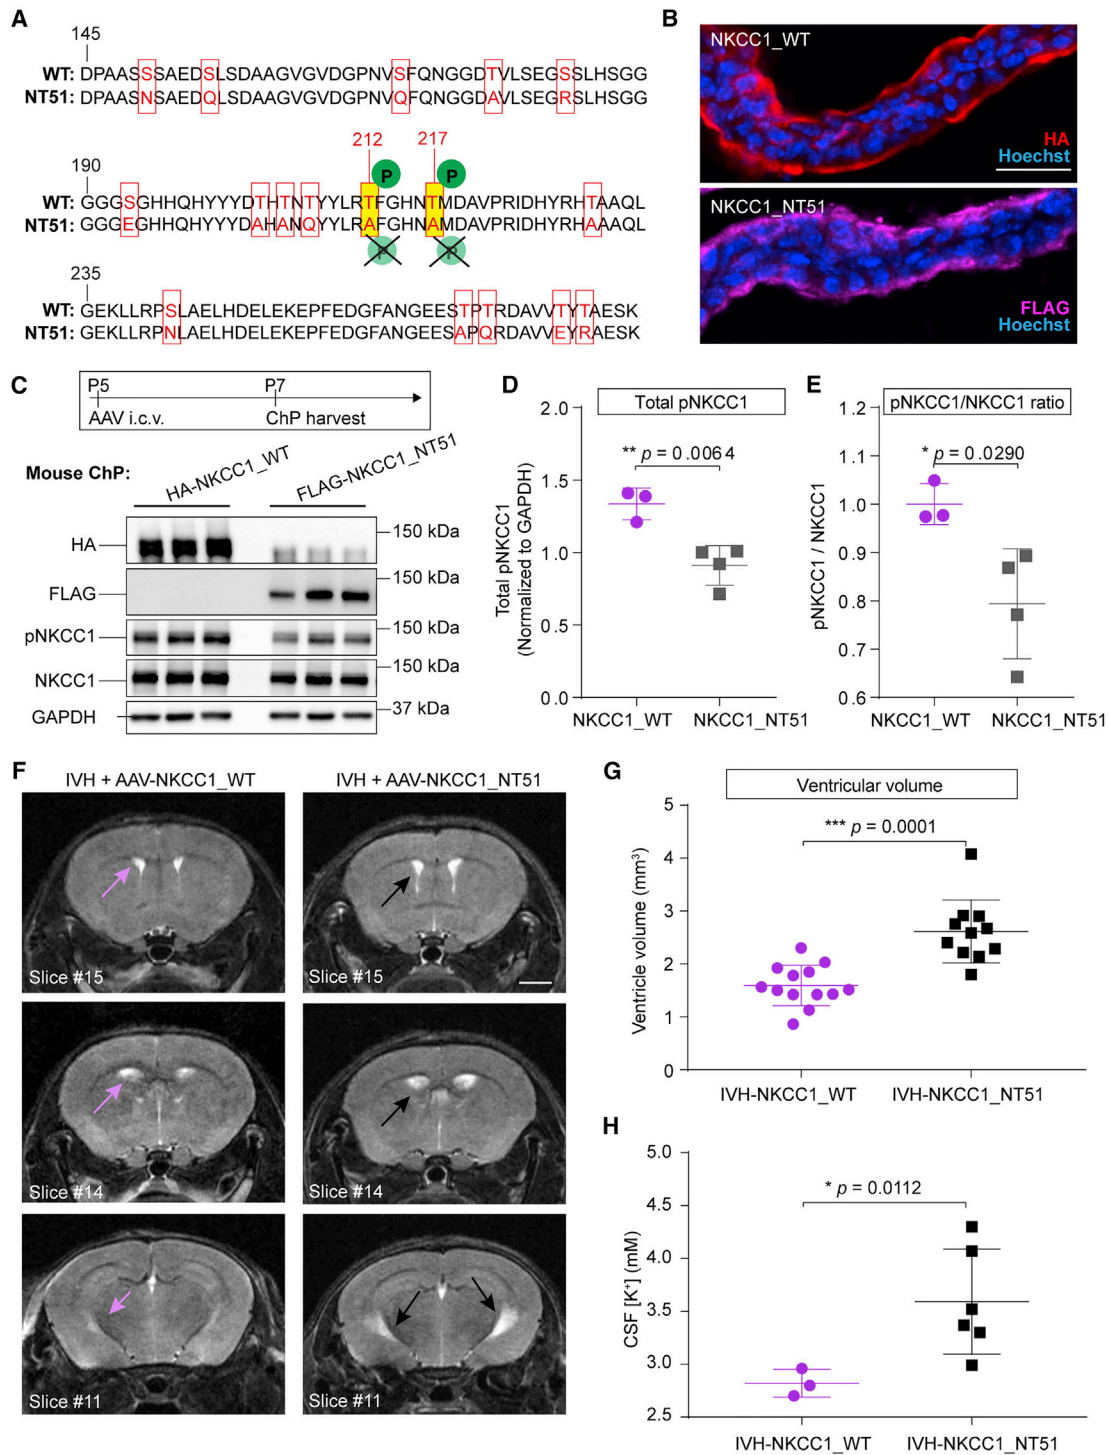 A
145
WT: DPAASSSAEDSLSDAAGVGVDGPNVSFQNGGDTVLSEGSSLHSGG
NT51: DPAASNSAEDQLSDAAGVGVDGPNVQFQNGGDAVLSEGRSLHSGG
190
212
217
P
P
WT: GGGSGHHQHYYYDTHTNTYYLRTFGHNTMDAVPRIDHYRHTAAQL
NT51: GGGEGHHQHYYYDAHANQYYLRAFGHNAMDAVPRIDHYRHAAAQL
P
P
235
WT: GEKLLRPSLAELHDELEKEPFEDGFANGEESTPTRDAVVTYTAESK
NT51: GEKLLRPNLAELHDELEKEPFEDGFANGEESAPQRDAVVEYRAESK
B
NKCC1_WT
HA
Hoechst
NKCC1_NT51
FLAG
Hoechst
C
P5
P7
AAV i.c.v.
ChP harvest
Mouse ChP:
HA-NKCC1_WT
FLAG-NKCC1_NT51
HA
150 kDa
FLAG
150 kDa
pNKCC1
150 kDa
NKCC1
150 kDa
GAPDH
37 kDa
D
Total pNKCC1
** p = 0.0064
Total pNKCC1
(Normalized to GAPDH)
2.0
1.5
1.0
0.5
0.0
NKCC1_WT
NKCC1_NT51
E
pNKCC1/NKCC1 ratio
* p = 0.0290
pNKCC1 / NKCC1
1.2
1.1
1.0
0.9
0.8
0.7
0.6
NKCC1_WT
NKCC1_NT51
F
IVH + AAV-NKCC1_WT
IVH + AAV-NKCC1_NT51
Slice #15
Slice #15
Slice #14
Slice #14
Slice #11
Slice #11
G
Ventricular volume
*** p = 0.0001
Ventricle volume (mm³)
5
4
3
2
1
0
IVH-NKCC1_WT
IVH-NKCC1_NT51
H
* p = 0.0112
CSF [K⁺] (mM)
5.0
4.5
4.0
3.5
3.0
2.5
IVH-NKCC1_WT
IVH-NKCC1_NT51